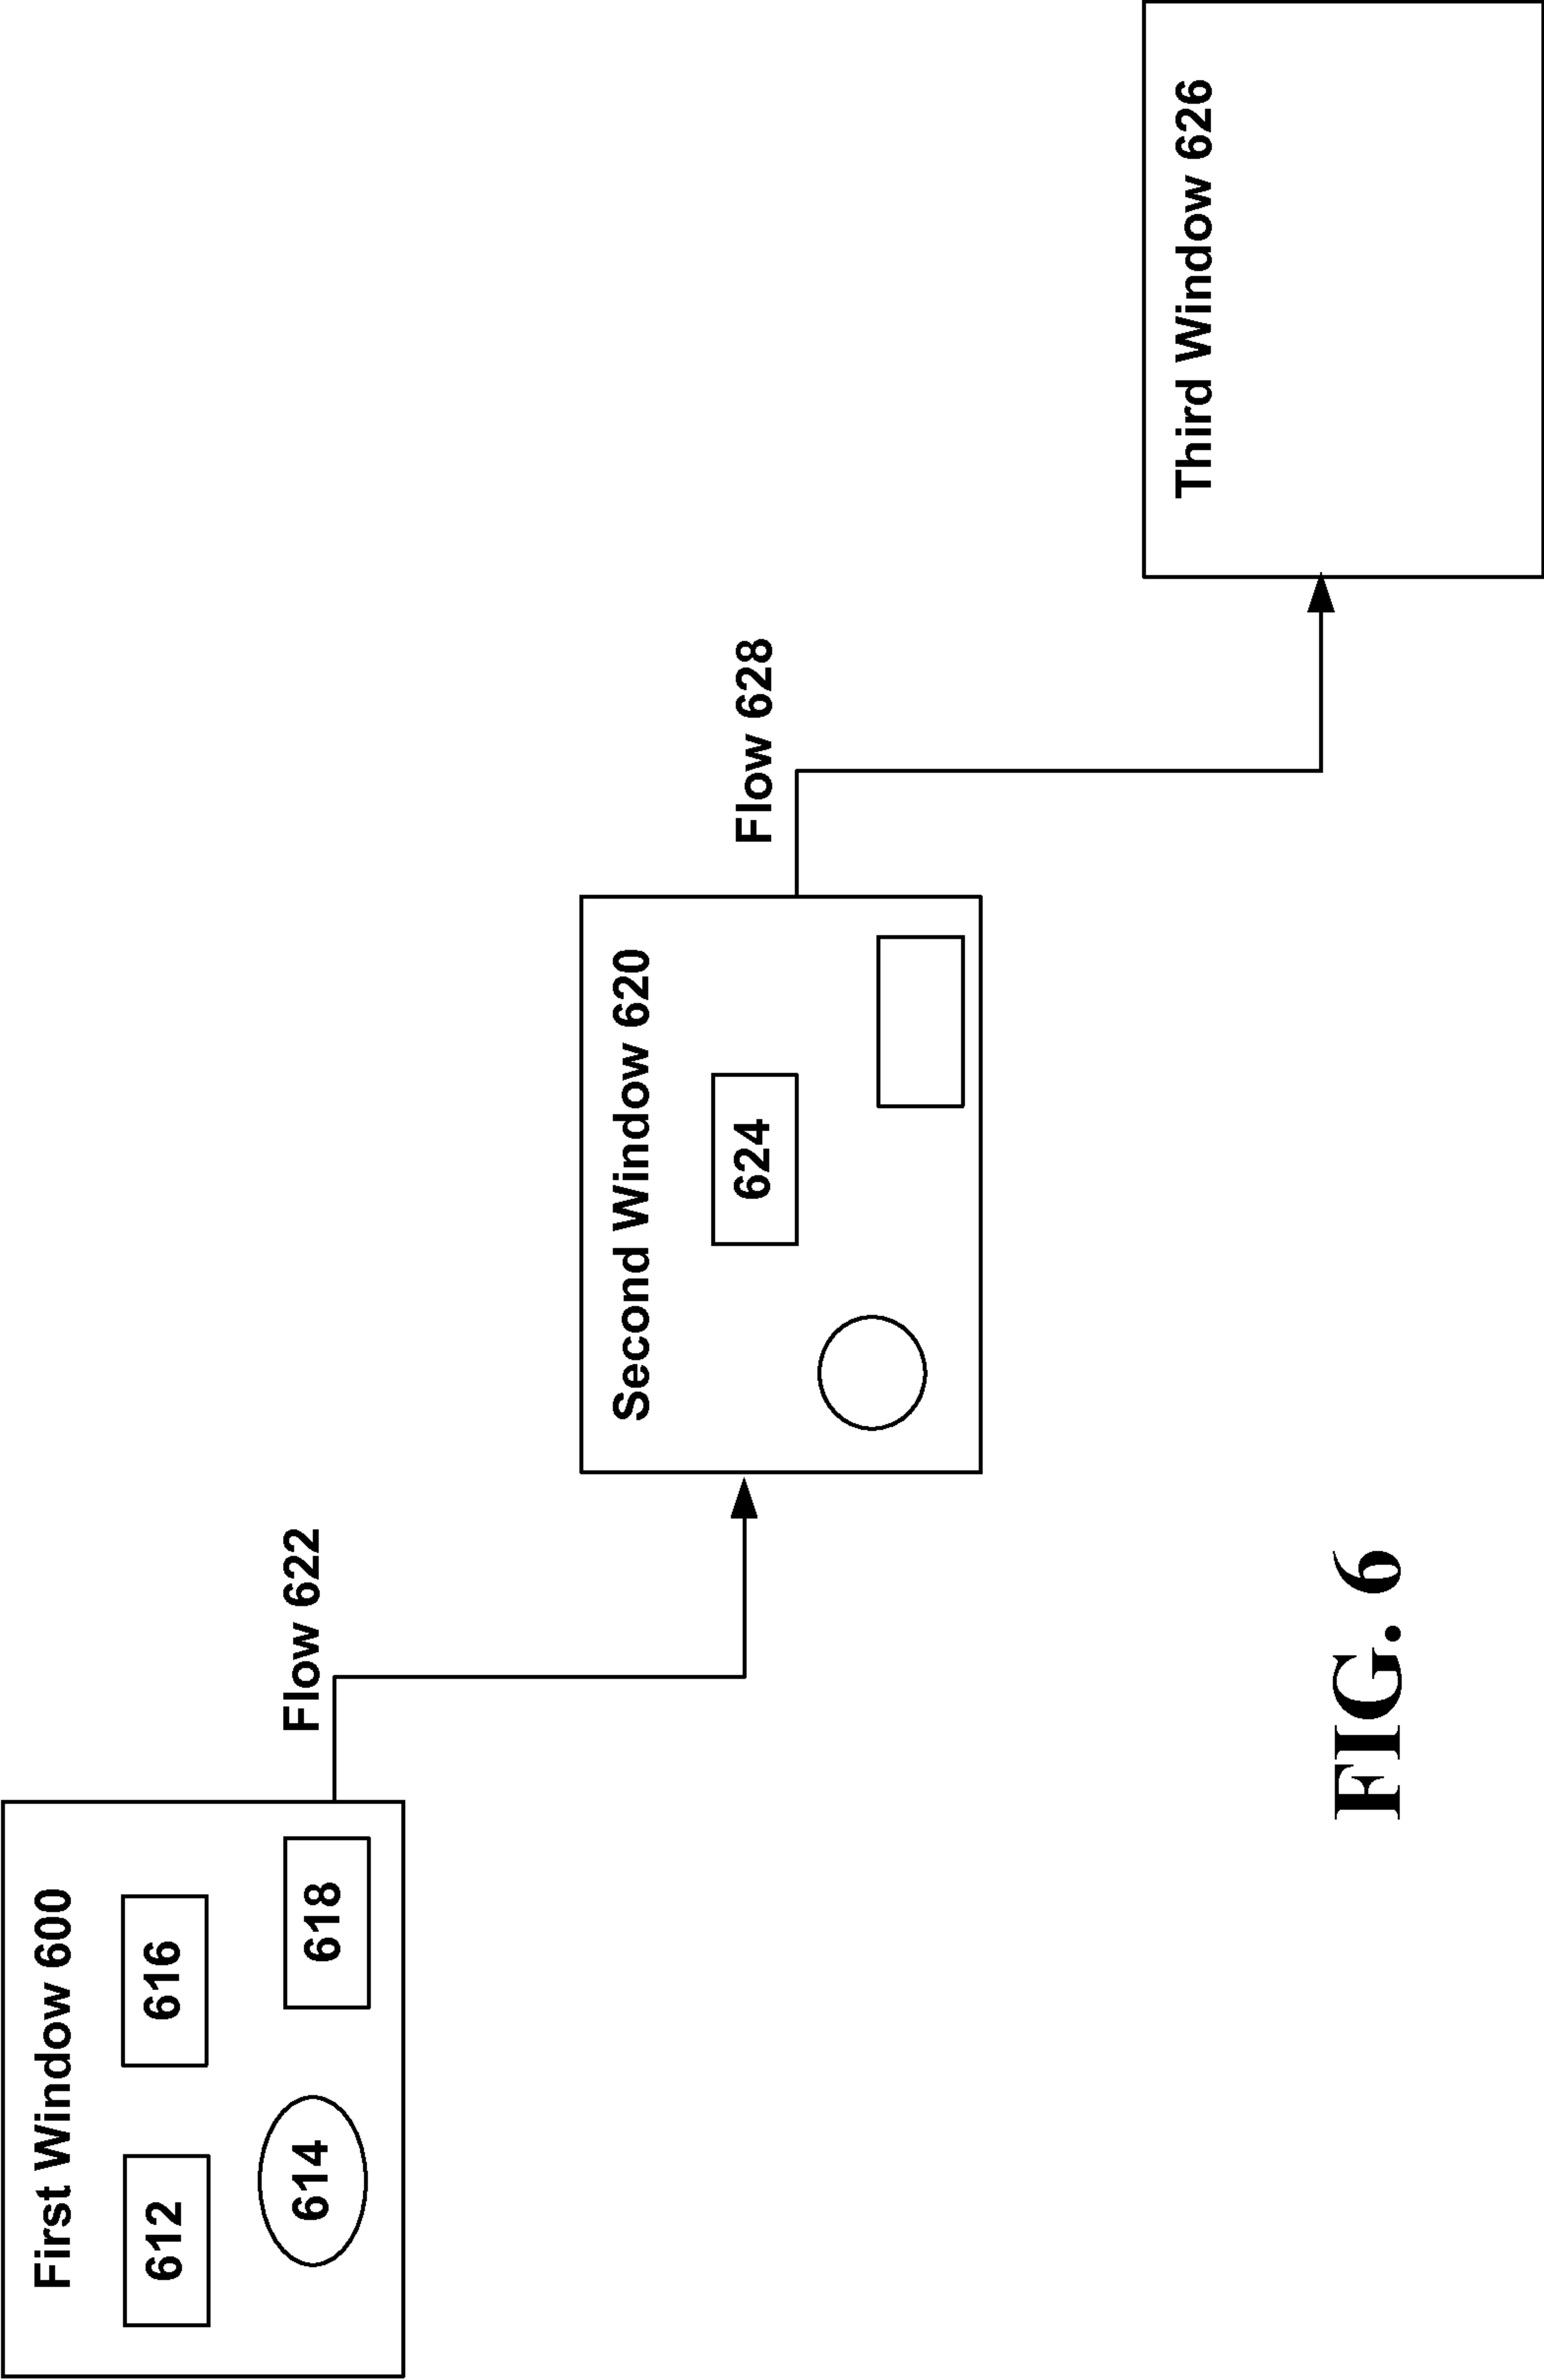 First Window 600
612
616
614
618
Flow 622
Second Window 620
624
Flow 628
Third Window 626
FIG. 6